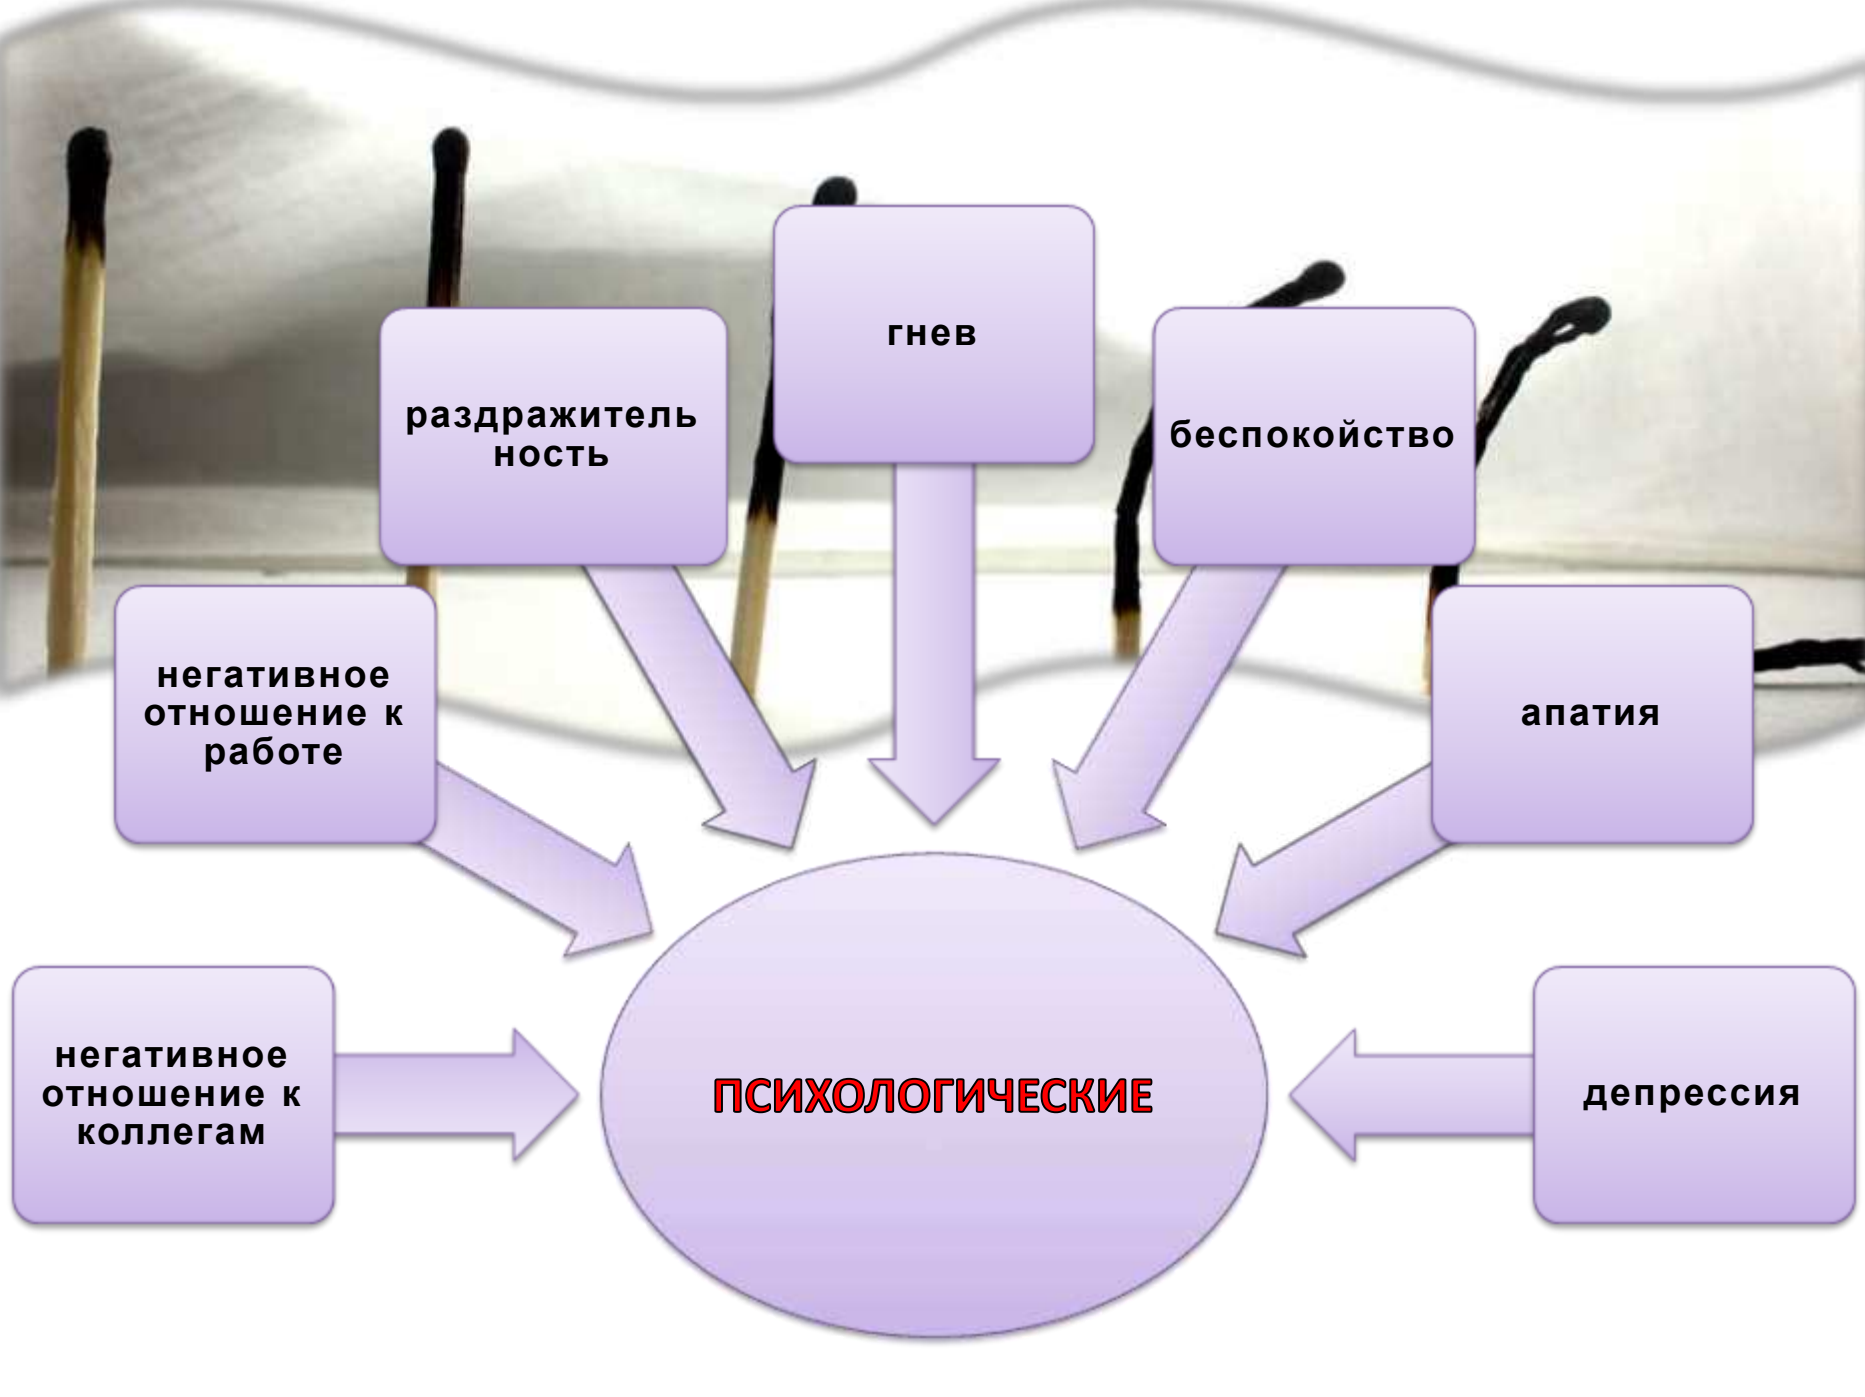 гнев
раздражитель
ность
беспокойство
негативное
отношение к
работе
апатия
негативное
отношение к
коллегам
ПСИХОЛОГИЧЕСКИЕ
депрессия